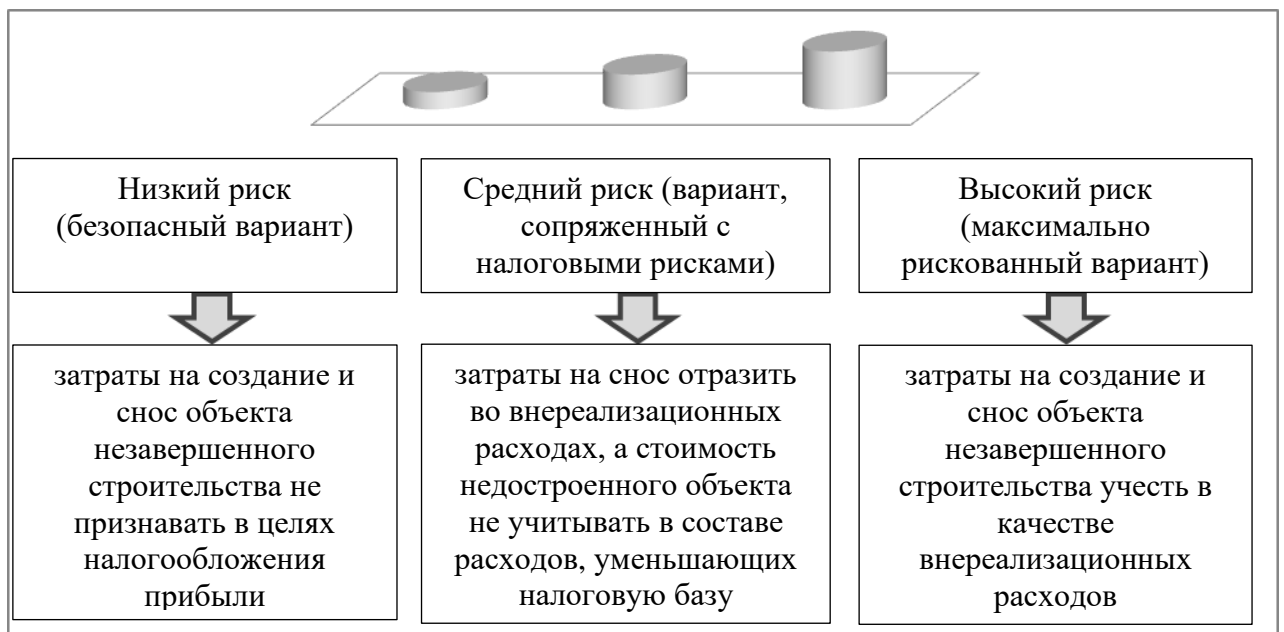 Низкий риск
(безопасный вариант)
Средний риск (вариант,
сопряженный с
налоговыми рисками)
Высокий риск
(максимально
рискованный вариант)
затраты на создание и
снос объекта
незавершенного
строительства не
признавать в целях
налогообложения
прибыли
затраты на снос отразить
во внереализационных
расходах, а стоимость
недостроенного объекта
не учитывать в составе
расходов, уменьшающих
налоговую базу
затраты на создание и
снос объекта
незавершенного
строительства учесть в
качестве
внереализационных
расходов